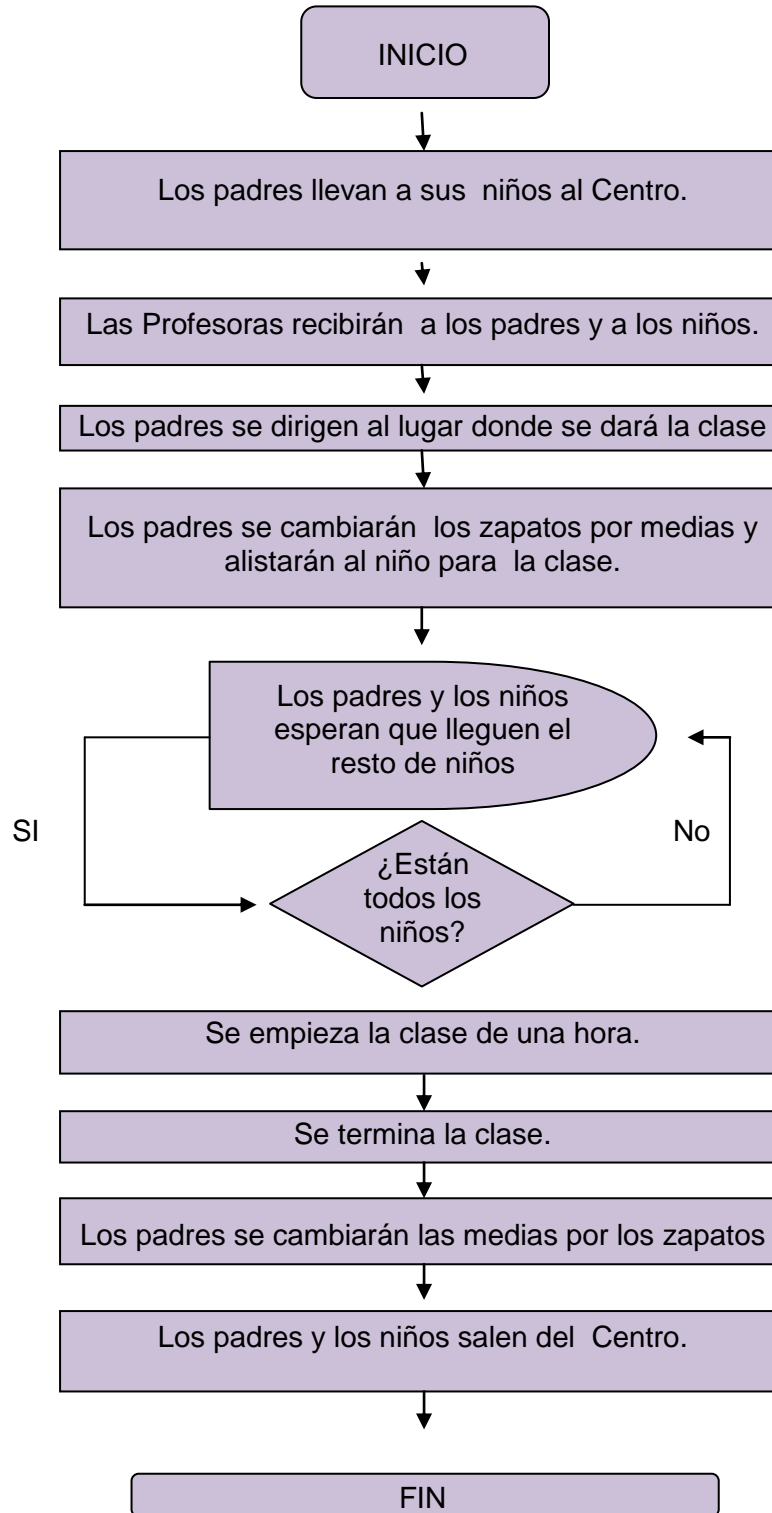 INICIO
Los padres llevan a sus niños al Centro.
Las Profesoras recibirán a los padres y a los niños.
Los padres se dirigen al lugar donde se dará la clase
Los padres se cambiarán los zapatos por medias y
alistarán al niño para la clase.
Los padres y los niños
esperan que lleguen el
resto de niños
SI
No
¿Están
todos los
niños?
Se empieza la clase de una hora.
Se termina la clase.
Los padres se cambiarán las medias por los zapatos
Los padres y los niños salen del Centro.
FIN